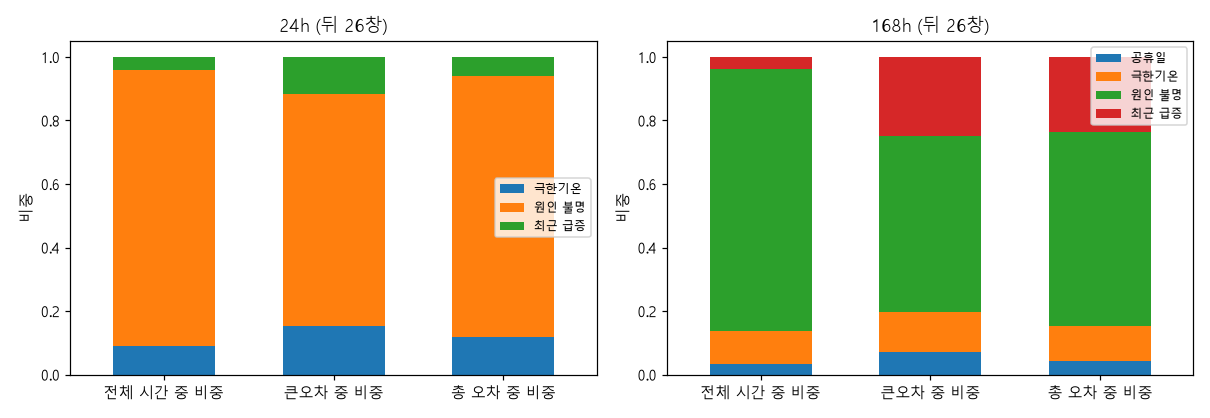 24h (뒤 26창)
비중
1.0
0.8
0.6
0.4
0.2
0.0
극한기온
원인 불명
최근 급증
전체 시간 중 비중
큰오차 중 비중
총 오차 중 비중
168h (뒤 26창)
비중
1.0
0.8
0.6
0.4
0.2
0.0
공휴일
극한기온
원인 불명
최근 급증
전체 시간 중 비중
큰오차 중 비중
총 오차 중 비중